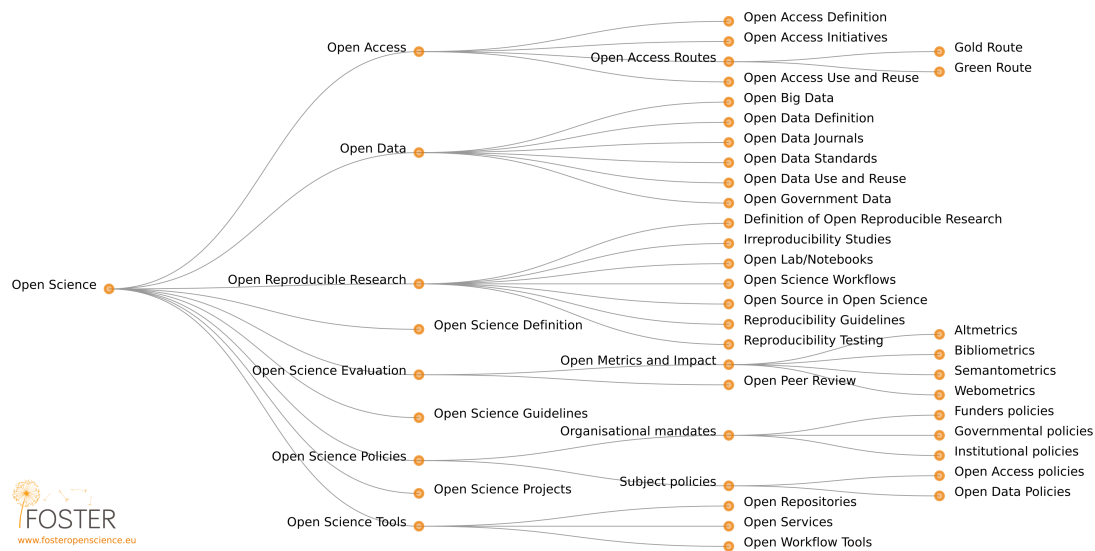 Open Science
Open Access
Open Access Definition
Open Access Initiatives
Open Access Routes
Gold Route
Green Route
Open Access Use and Reuse
Open Data
Open Big Data
Open Data Definition
Open Data Journals
Open Data Standards
Open Data Use and Reuse
Open Government Data
Open Reproducible Research
Definition of Open Reproducible Research
Irreproducibility Studies
Open Lab/Notebooks
Open Science Workflows
Open Source in Open Science
Reproducibility Guidelines
Reproducibility Testing
Open Science Definition
Open Science Evaluation
Open Metrics and Impact
Altmetrics
Bibliometrics
Semantometrics
Webometrics
Open Peer Review
Open Science Guidelines
Open Science Policies
Organisational mandates
Funders policies
Governmental policies
Institutional policies
Subject policies
Open Access policies
Open Data Policies
Open Science Projects
Open Science Tools
Open Repositories
Open Services
Open Workflow Tools
FOSTER
www.fosteropenscience.eu